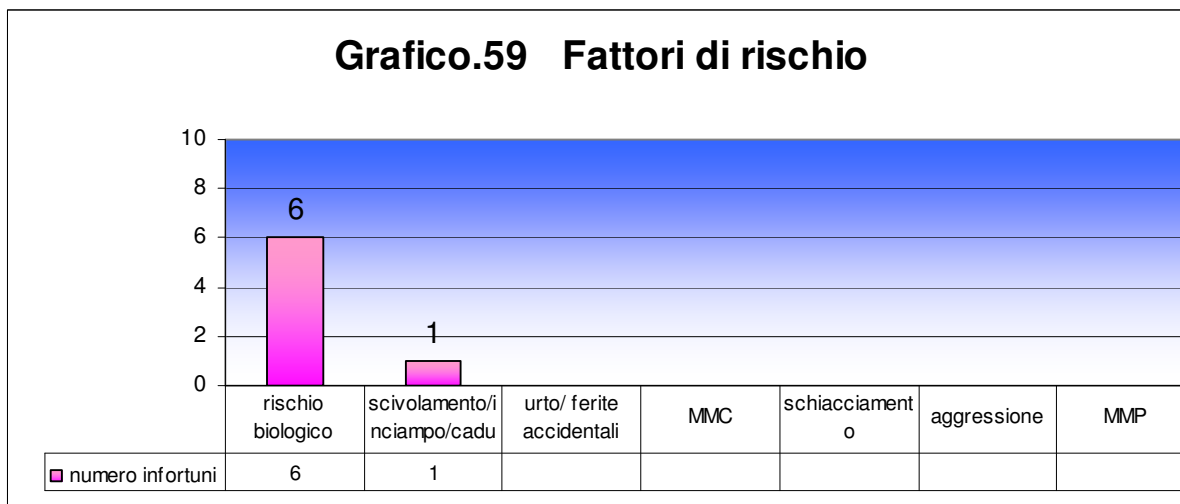 Grafico.59 Fattori di rischio
10
8
6
4
2
0
6
1
rischio biologico
scivolamento/i nciampo/cadu
urto/ ferite accidentali
MMC
schiacciament o
aggressione
MMP
numero infortuni 6 1